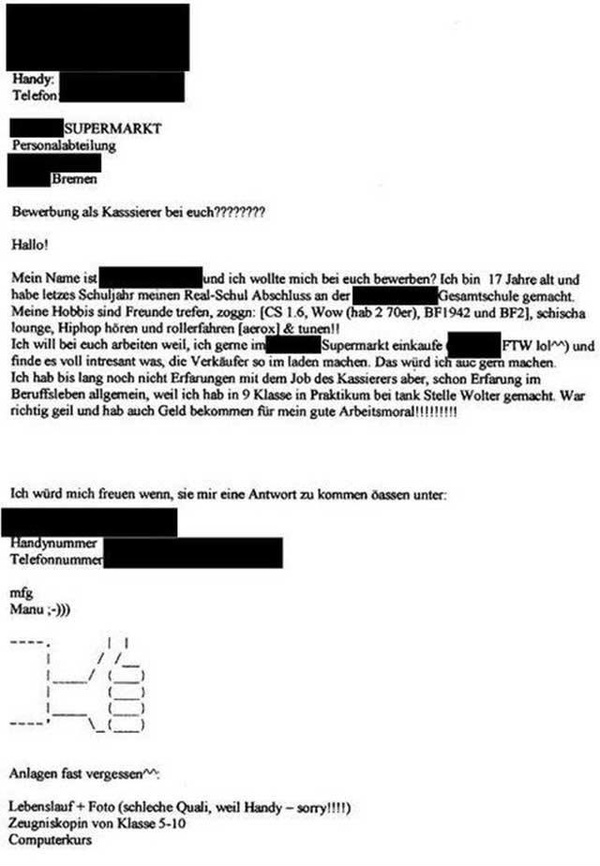 Handy:
Telefon:
SUPERMARKT
Personalabteilung
Bremen
Bewerbung als Kasssierer bei euch????????
Hallo!
Mein Name ist und ich wollte mich bei euch bewerben? Ich bin 17 Jahre alt und
habe letzes Schuljahr meinen Real-Schul Abschluss an der Gesamtschule gemacht.
Meine Hobbis sind Freunde trefen, zoggn: [CS 1.6, Wow (hab 2 70er), BF1942 und BF2], schischa
lounge, Hiphop hören und rollerfahren [aerox] & tunen!!
Ich will bei euch arbeiten weil, ich gerne im Supermarkt einkaufe ( FTW lol^^) und
finde es voll intresant was, die Verkäufer so im laden machen. Das würd ich auc gern machen.
Ich hab bis lang noch nicht Erfarungen mit dem Job des Kassierers aber, schon Erfarung im
Beruffsleben allgemein, weil ich hab in 9 Klasse in Praktikum bei tank Stelle Wolter gemacht. War
richtig geil und hab auch Geld bekommen für mein gute Arbeitsmoral!!!!!!!!!
Ich würd mich freuen wenn, sie mir eine Antwort zu kommen öassen unter:
Handynummer
Telefonnummer
mfg
Manu ;-)))
Anlagen fast vergessen^^:
Lebenslauf + Foto (schleche Quali, weil Handy – sorry!!!!)
Zeugniskopin von Klasse 5-10
Computerkurs